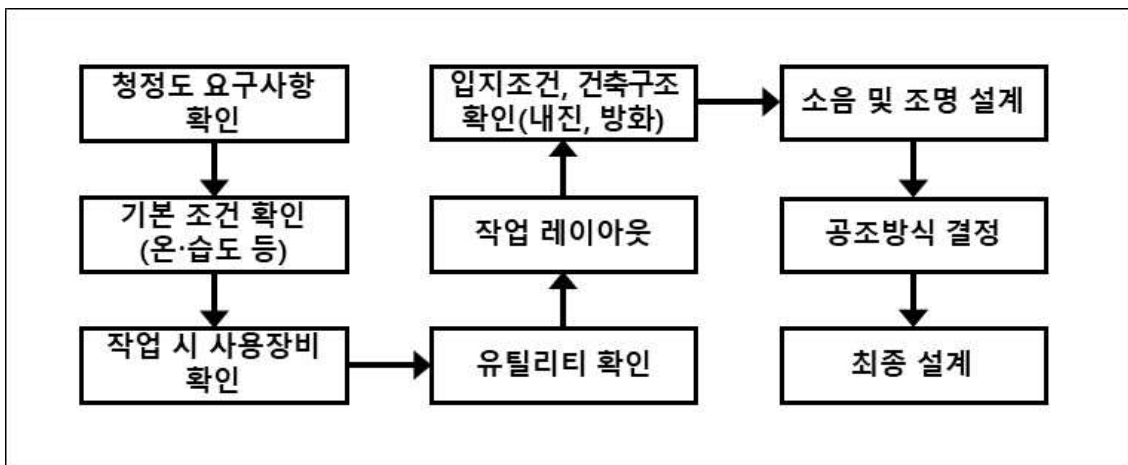 청정도 요구사항
확인
기본 조건 확인
(온·습도 등)
작업 시 사용장비
확인
유틸리티 확인
작업 레이아웃
입지조건, 건축구조
확인(내진, 방화)
소음 및 조명 설계
공조방식 결정
최종 설계